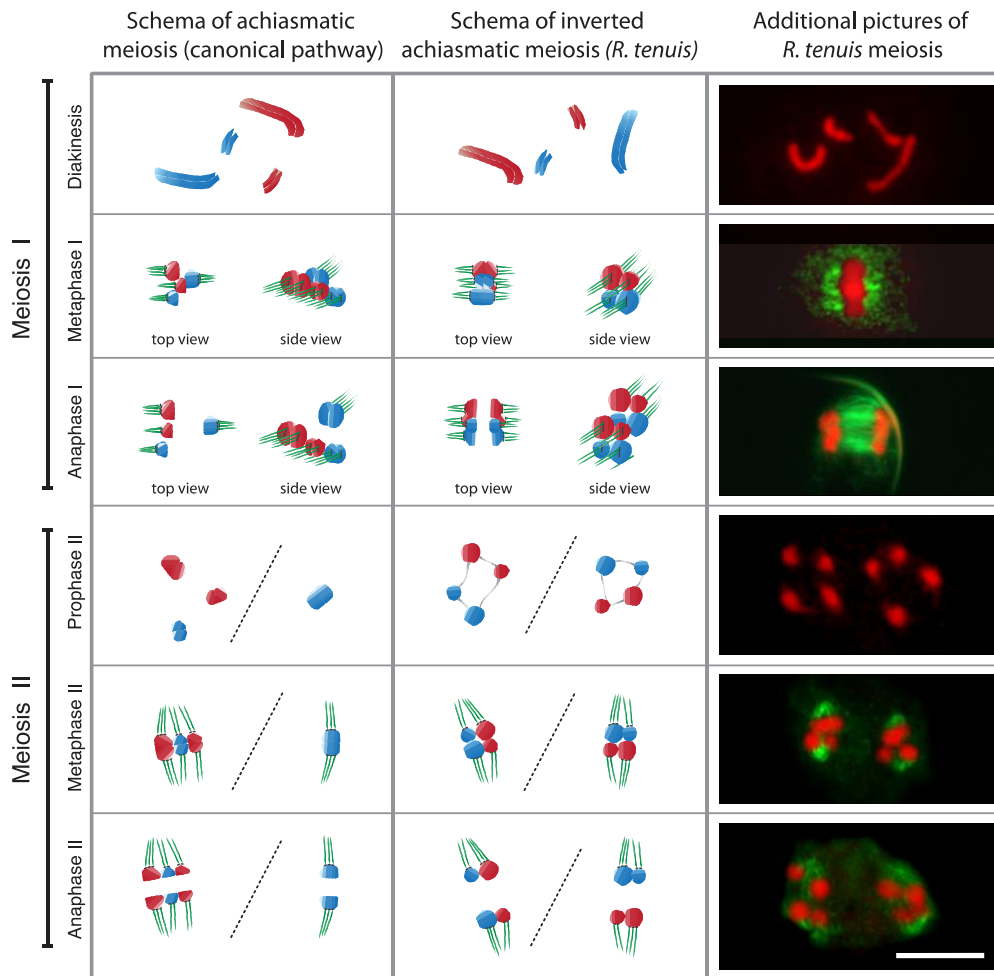 Schema of achiasmatic
meiosis (canonical pathway)
Schema of inverted
achiasmatic meiosis (R. tenuis)
Additional pictures of
R. tenuis meiosis
Meiosis I
Diakinesis
Metaphase I
top view
side view
top view
side view
Anaphase I
top view
side view
top view
side view
Meiosis II
Prophase II
Metaphase II
Anaphase II